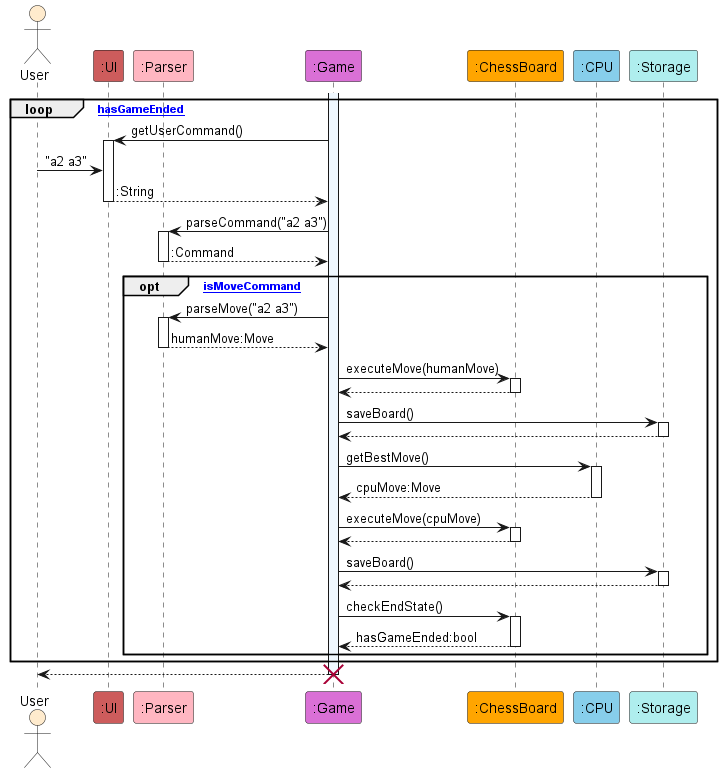 User
:UI
:Parser
:Game
:ChessBoard
:CPU
:Storage
loop
hasGameEnded
getUserCommand()
"a2 a3"
:String
parseCommand("a2 a3")
:Command
opt
isMoveCommand
parseMove("a2 a3")
humanMove:Move
executeMove(humanMove)
saveBoard()
getBestMove()
cpuMove:Move
executeMove(cpuMove)
saveBoard()
checkEndState()
hasGameEnded:bool
User
:UI
:Parser
:Game
:ChessBoard
:CPU
:Storage